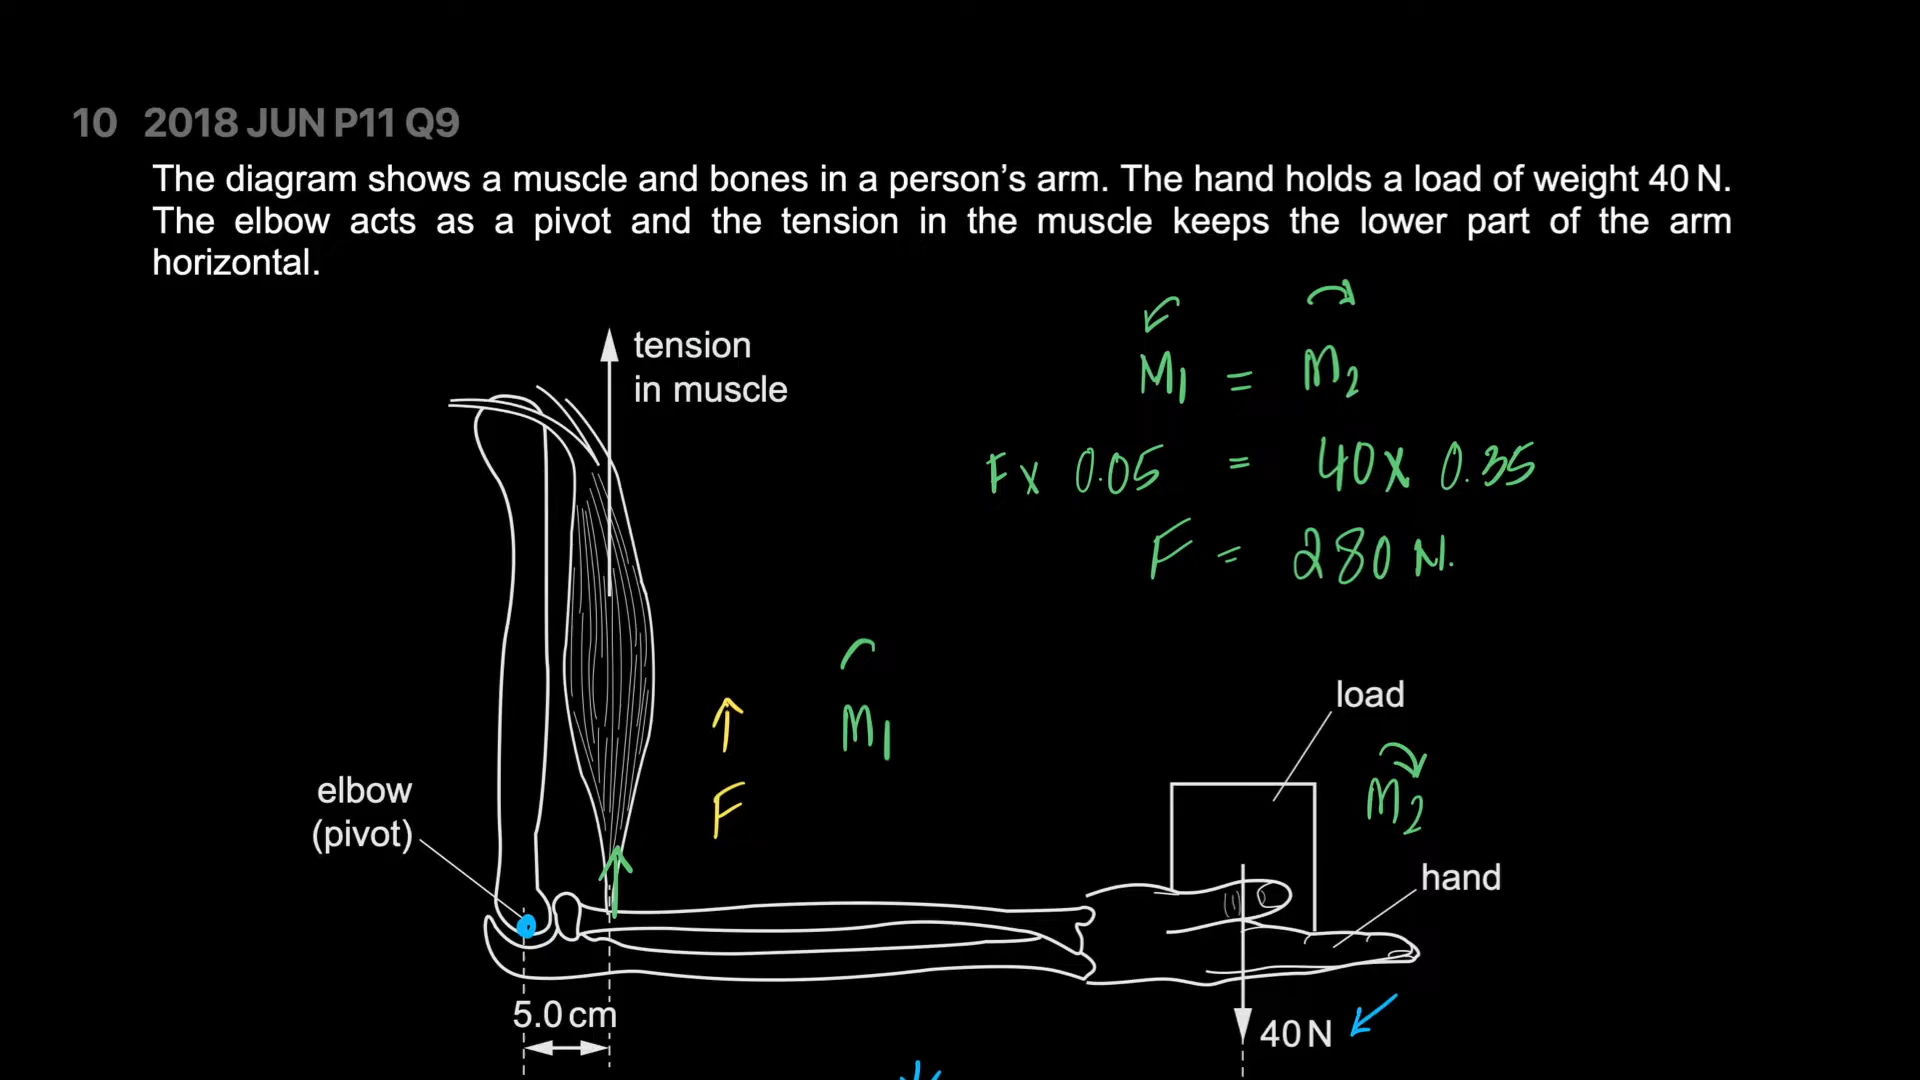 10 2018 JUN P11 Q9
The diagram shows a muscle and bones in a person's arm. The hand holds a load of weight 40 N.
The elbow acts as a pivot and the tension in the muscle keeps the lower part of the arm
horizontal.
tension
in muscle
M1 = M2
F x 0.05 = 40 x 0.35
F = 280 N.
M1
F
load
M2
elbow
(pivot)
hand
5.0 cm
40 N